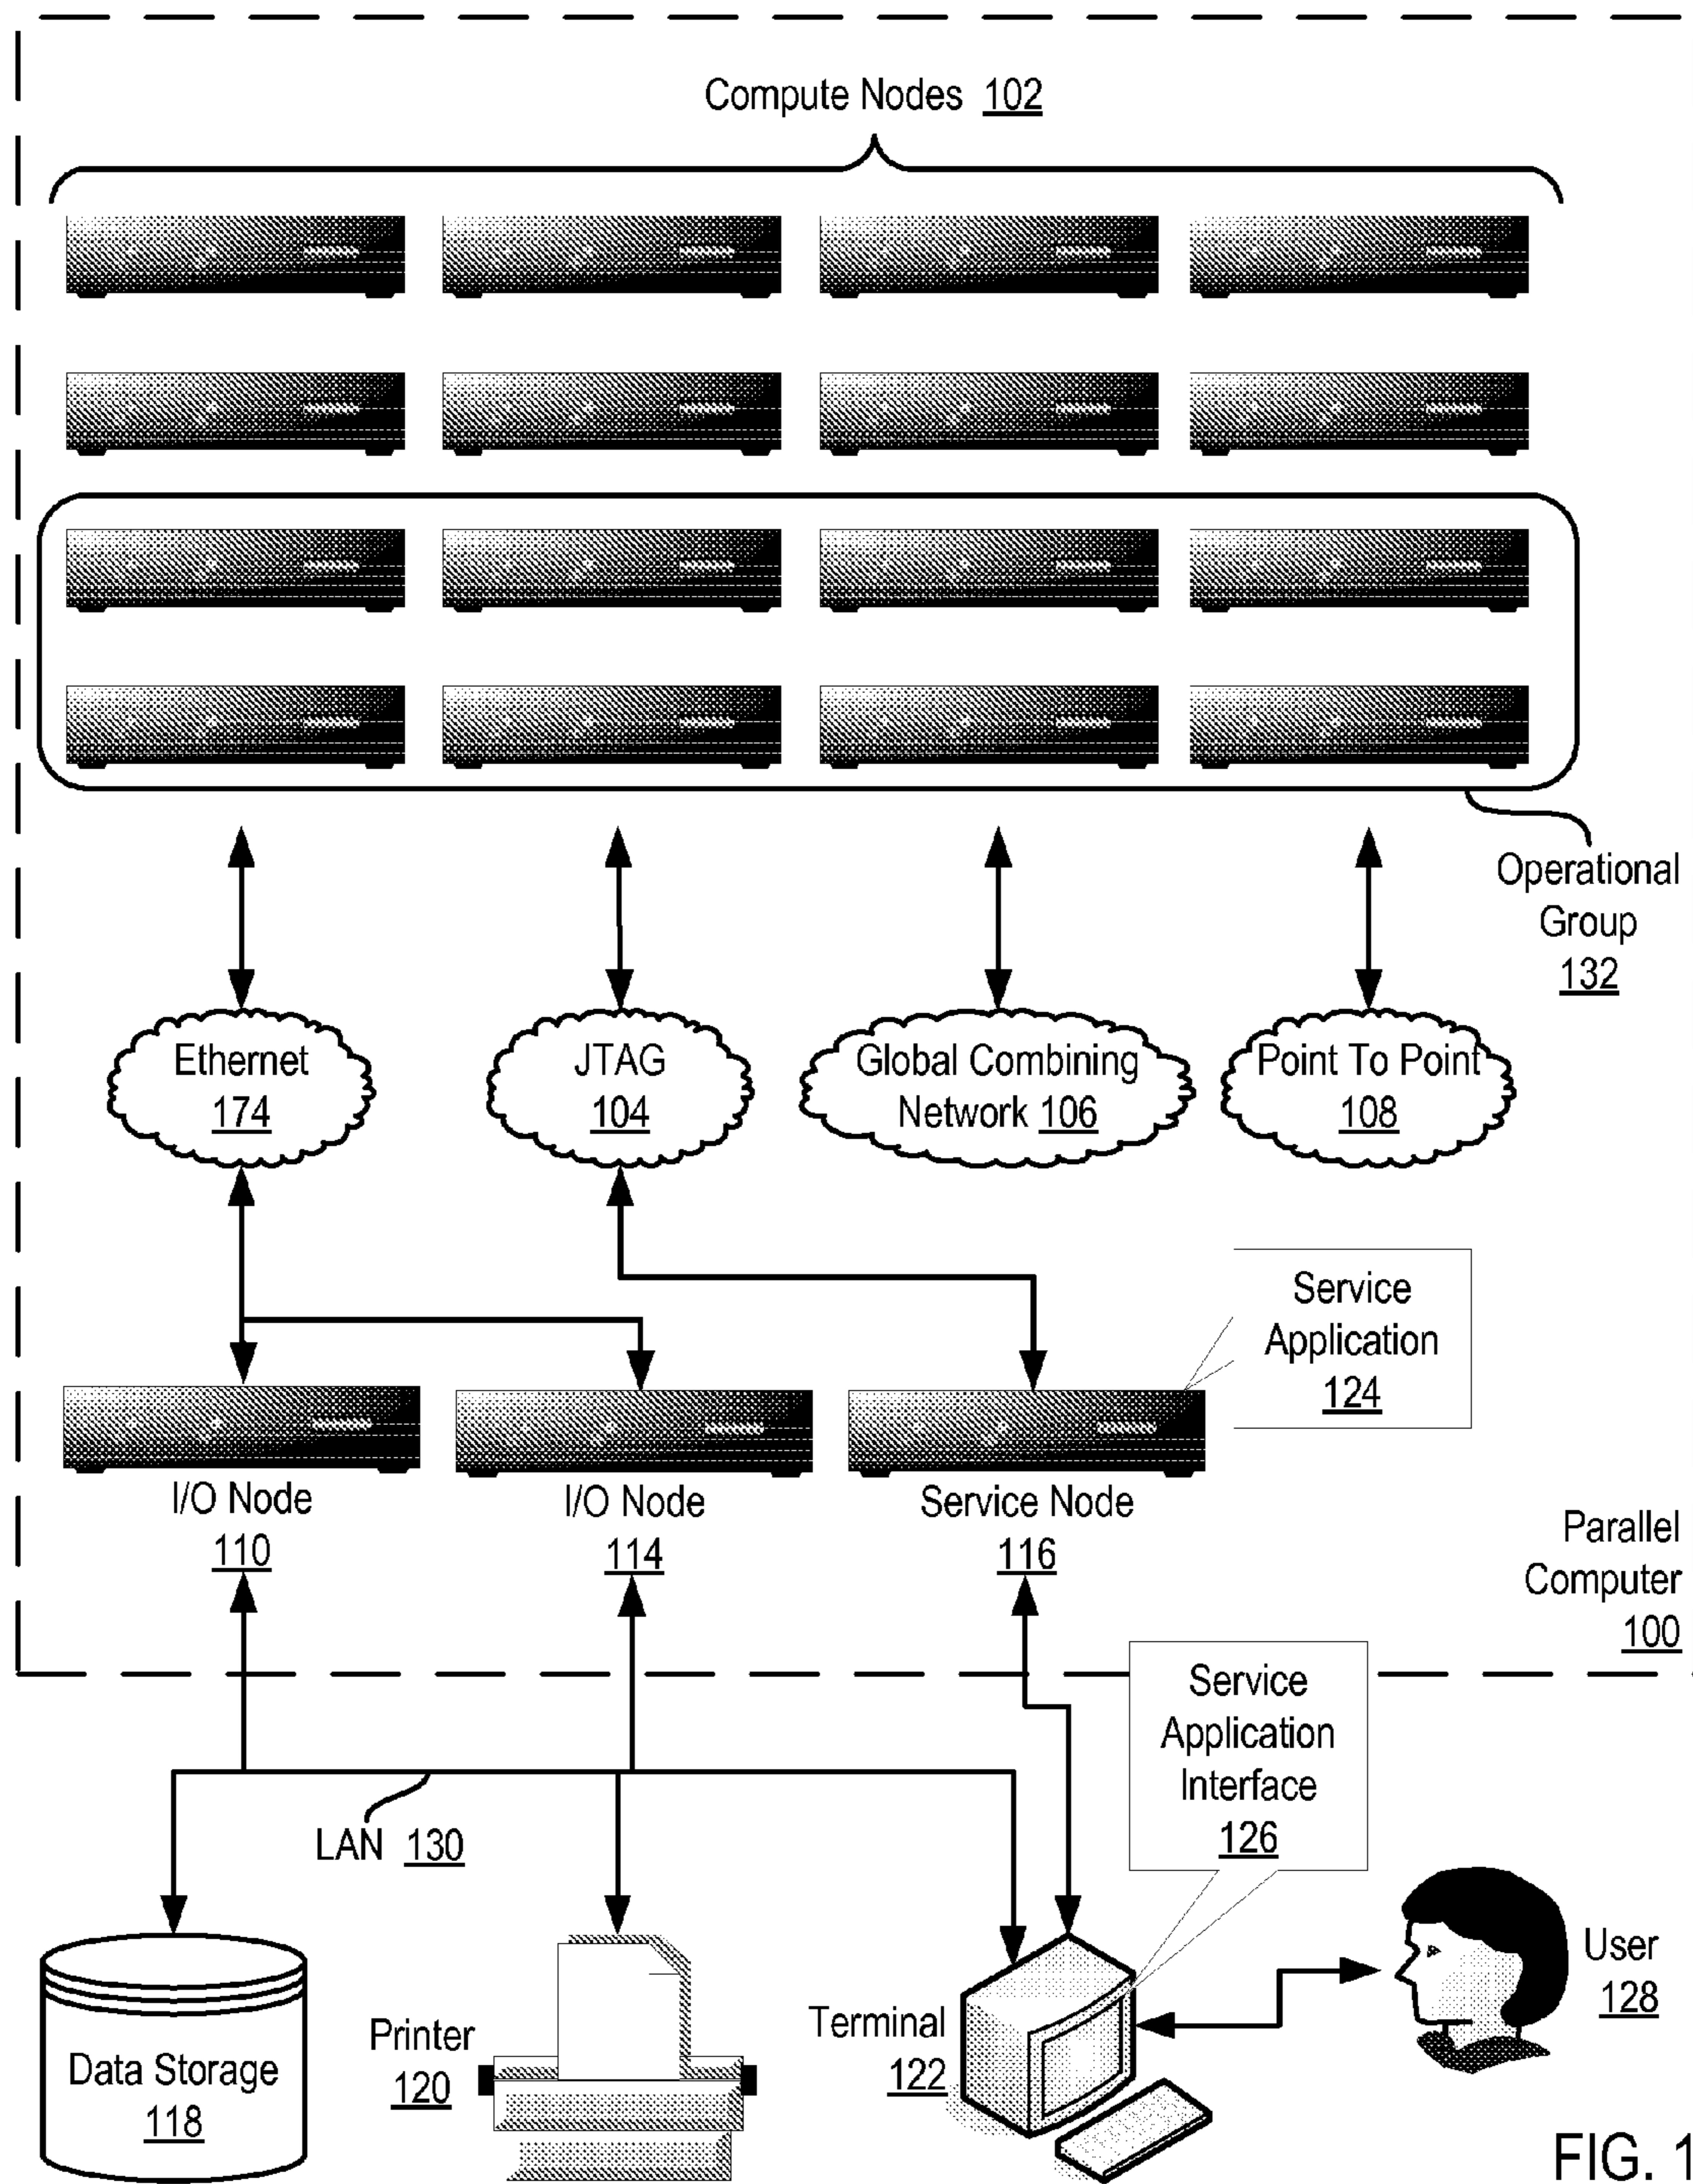 Compute Nodes 102
Operational
Group
132
Ethernet
174
JTAG
104
Global Combining
Network 106
Point To Point
108
Service
Application
124
I/O Node
110
I/O Node
114
Service Node
116
Parallel
Computer
100
Service
Application
Interface
126
LAN 130
Data Storage
118
Printer
120
Terminal
122
User
128
FIG. 1